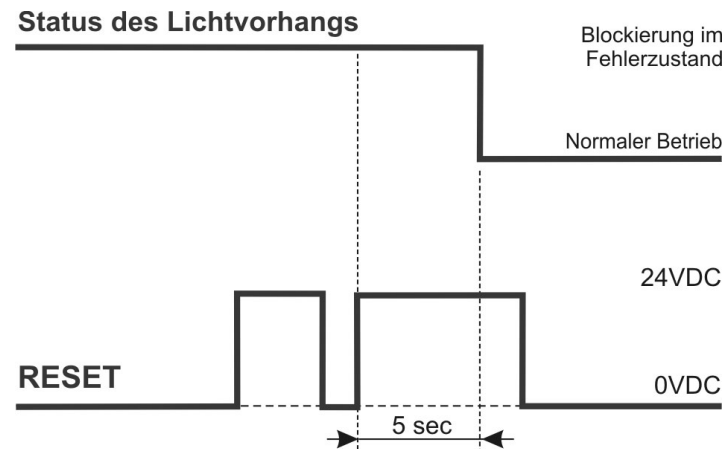 Status des Lichtvorhangs
Blockierung im
Fehlerzustand
Normaler Betrieb
24VDC
RESET
0VDC
5 sec